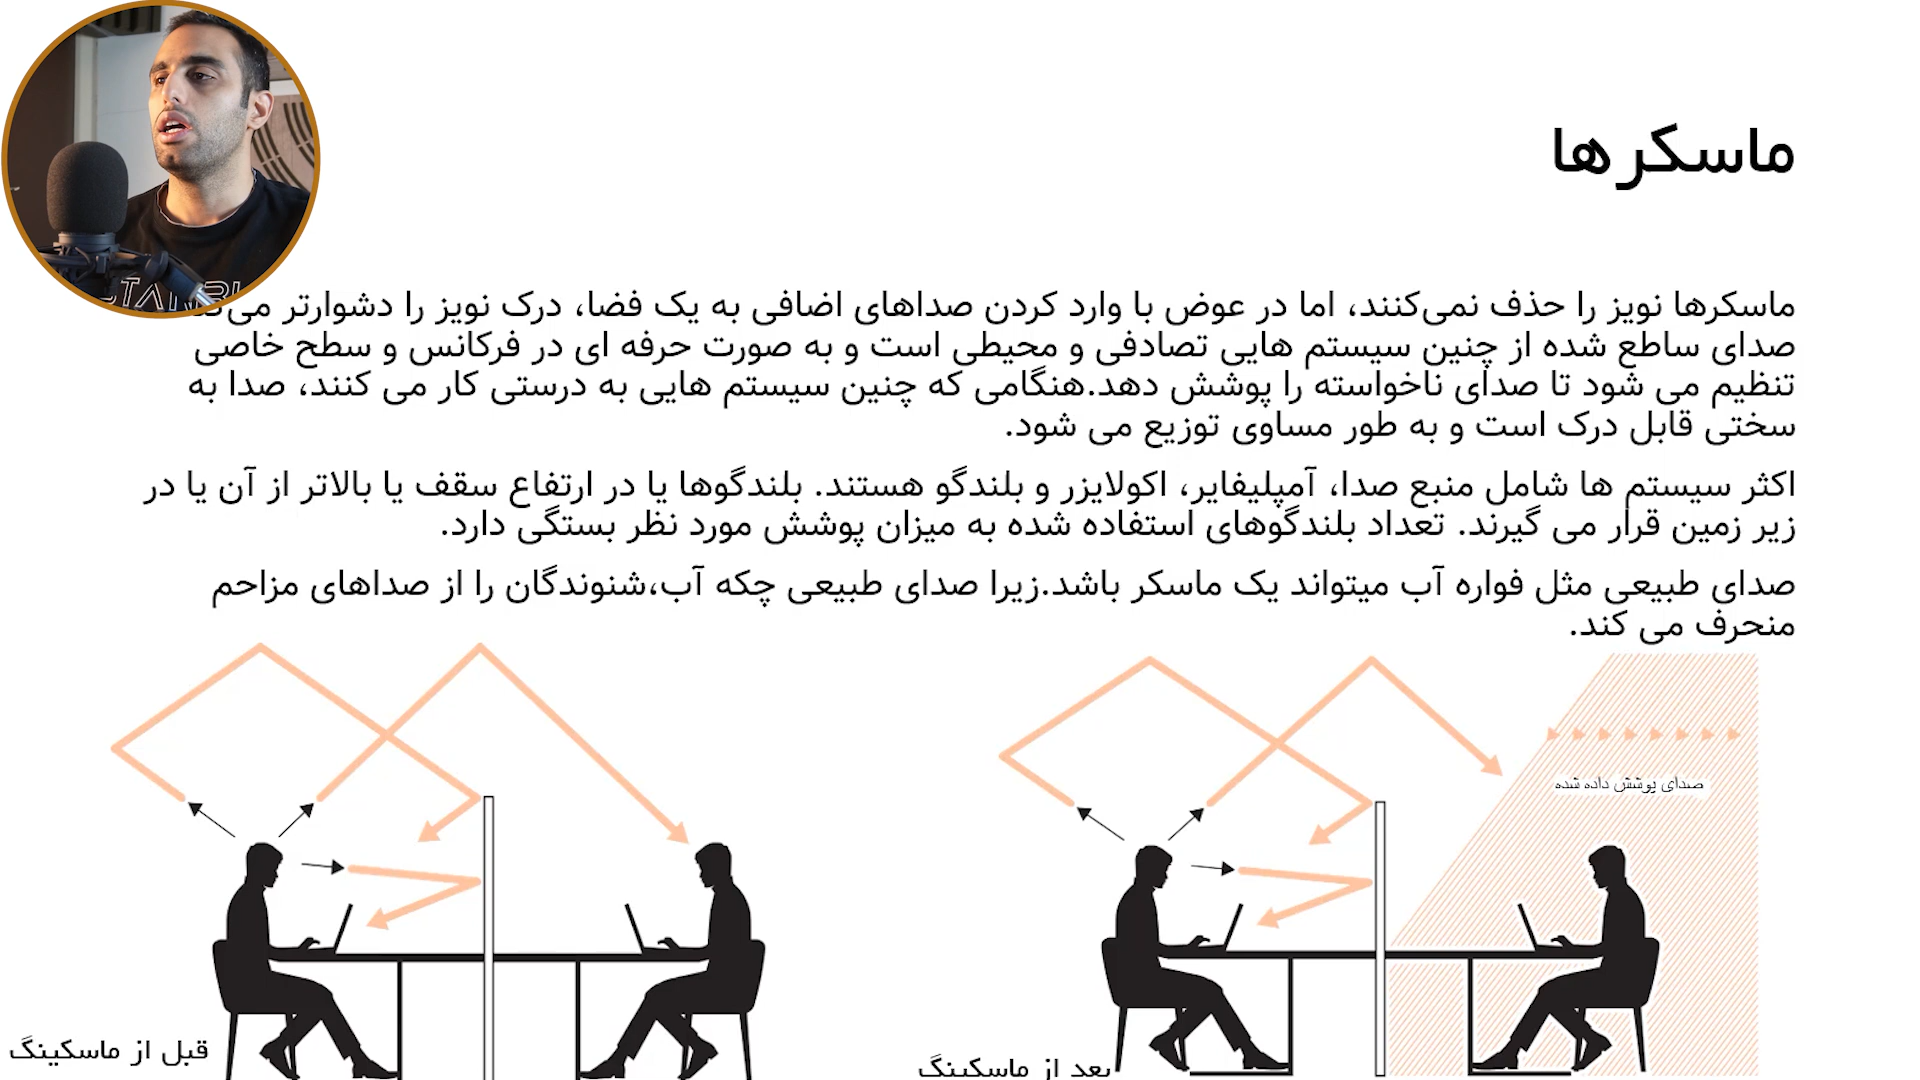 ماسکر ها
ماسکرها نویز را حذف نمی‌کنند، اما در عوض با وارد کردن صداهای اضافی به یک فضا، درک نویز را دشوارتر
صدای ساطع شده از چنین سیستم هایی تصادفی و محیطی است و به صورت حرفه ای در فرکانس و سطح خاصی
تنظیم می شود تا صدای ناخواسته را پوشش دهد.هنگامی که چنین سیستم هایی به درستی کار می کنند، صدا به
سختی قابل درک است و به طور مساوی توزیع می شود.
اکثر سیستم ها شامل منبع صدا، آمپلیفایر، اکولایزر و بلندگو هستند. بلندگوها یا در ارتفاع سقف یا بالاتر از آن یا در
زیر زمین قرار می گیرند. تعداد بلندگوهای استفاده شده به میزان پوشش مورد نظر بستگی دارد.
صدای طبیعی مثل فواره آب میتواند یک ماسکر باشد.زیرا صدای طبیعی چکه آب،شنوندگان را از صداهای مزاحم
منحرف می کند.
صدای پوشش داده شده
بعد از ماسکینگ
قبل از ماسکینگ